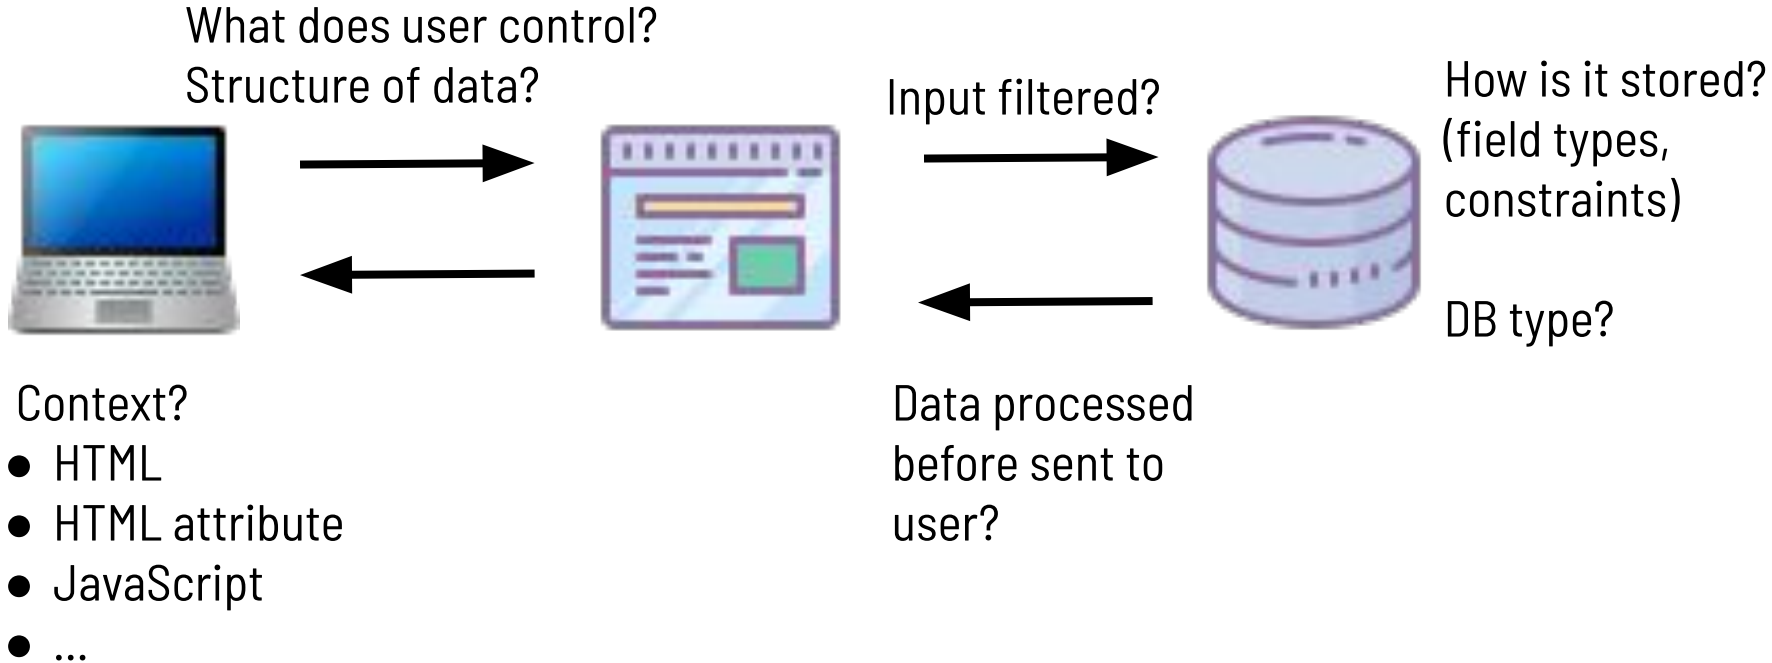 What does user control?
Structure of data?
Input filtered?
How is it stored?
(field types,
constraints)
DB type?
Context?
● HTML
● HTML attribute
● JavaScript
● ...
Data processed
before sent to
user?